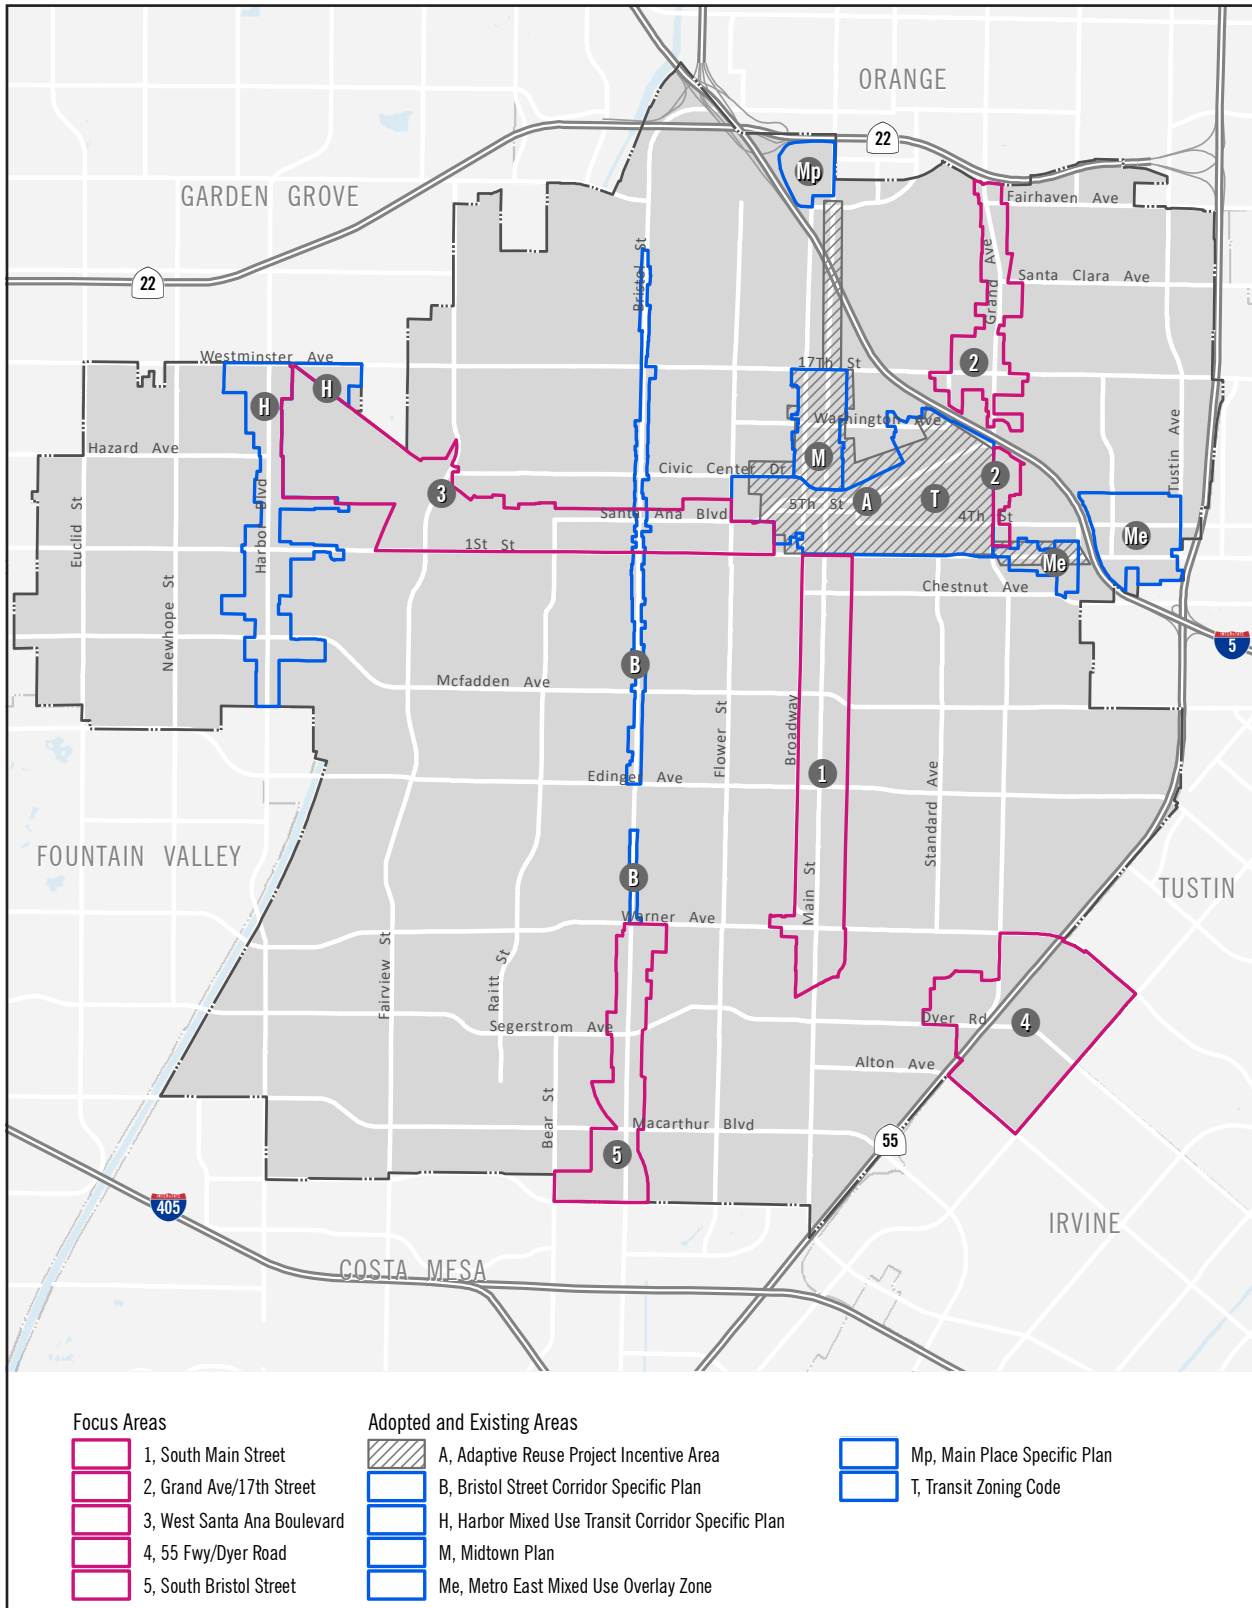 ORANGE
22
Mp
GARDEN GROVE
Fairhaven Ave
Bristol St
Grand Ave
Santa Clara Ave
22
Westminster Ave
17Th St
2
H
H
Washington Ave
Tustin Ave
Hazard Ave
Civic Center Dr
M
2
3
Euclid St
Harbor Blvd
Santa Ana Blvd
5Th St
A
T
4Th St
Me
1St St
Me
Chestnut Ave
Newhope St
INTERSTATE
5
B
Mcfadden Ave
Flower St
Broadway
1
Edinger Ave
Standard Ave
FOUNTAIN VALLEY
B
Main St
TUSTIN
Warner Ave
Fairview St
Raitt St
Segerstrom Ave
Dyer Rd
4
Alton Ave
Bear St
Macarthur Blvd
5
55
INTERSTATE
405
IRVINE
COSTA MESA
Focus Areas
1, South Main Street
2, Grand Ave/17th Street
3, West Santa Ana Boulevard
4, 55 Fwy/Dyer Road
5, South Bristol Street
Adopted and Existing Areas
A, Adaptive Reuse Project Incentive Area
B, Bristol Street Corridor Specific Plan
H, Harbor Mixed Use Transit Corridor Specific Plan
M, Midtown Plan
Me, Metro East Mixed Use Overlay Zone
Mp, Main Place Specific Plan
T, Transit Zoning Code